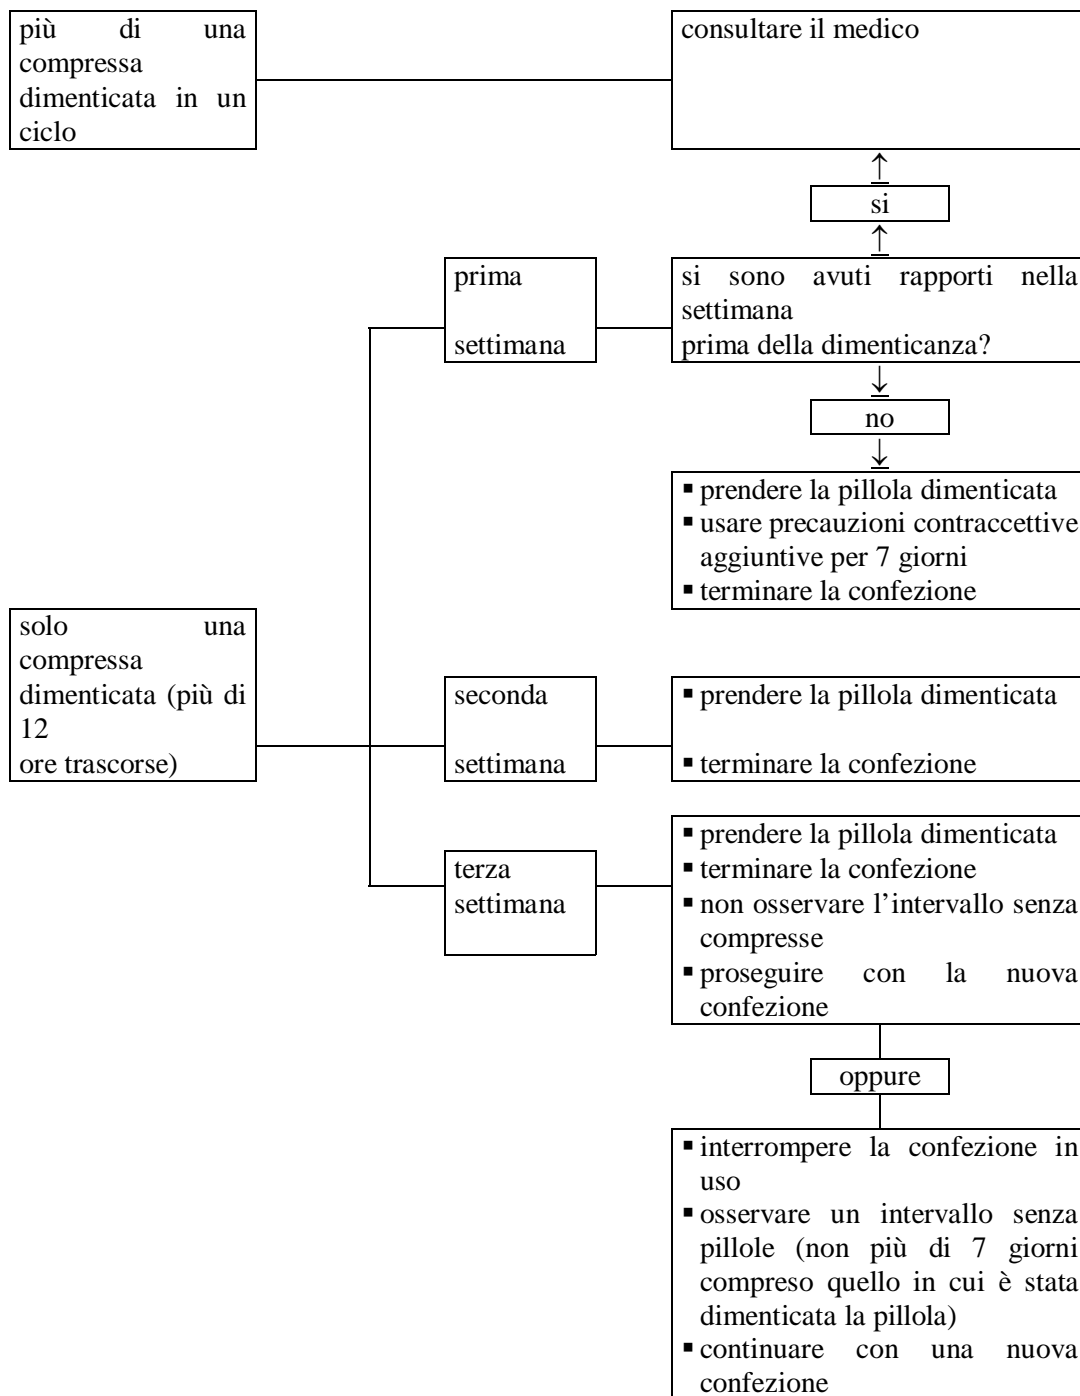 più di una
compressa
dimenticata in un
ciclo
consultare il medico
si
prima
settimana
si sono avuti rapporti nella
settimana
prima della dimenticanza?
no
▪ prendere la pillola dimenticata
▪ usare precauzioni contraccettive
aggiuntive per 7 giorni
▪ terminare la confezione
solo una
compressa
dimenticata (più di
12
ore trascorse)
seconda
settimana
▪ prendere la pillola dimenticata
▪ terminare la confezione
terza
settimana
▪ prendere la pillola dimenticata
▪ terminare la confezione
▪ non osservare l’intervallo senza
compresse
▪ proseguire con la nuova
confezione
oppure
▪ interrompere la confezione in
uso
▪ osservare un intervallo senza
pillole (non più di 7 giorni
compreso quello in cui è stata
dimenticata la pillola)
▪ continuare con una nuova
confezione